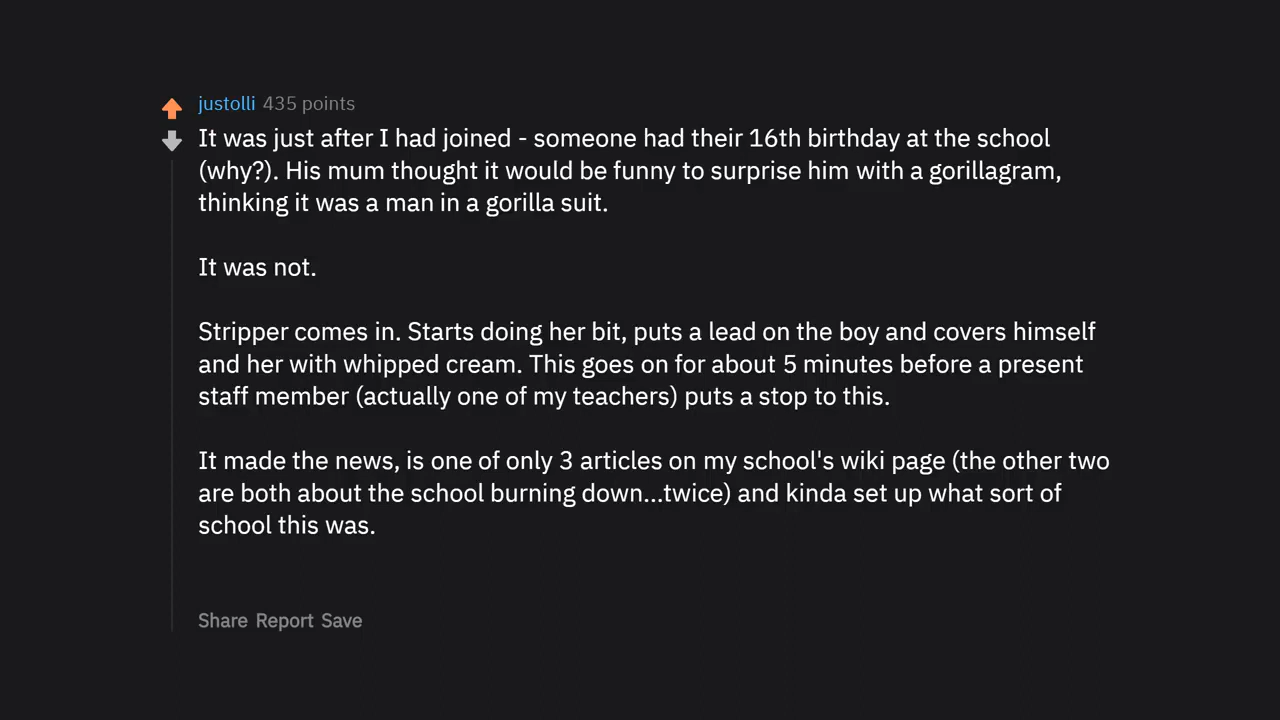 justolli 435 points
It was just after I had joined - someone had their 16th birthday at the school
(why?). His mum thought it would be funny to surprise him with a gorillagram,
thinking it was a man in a gorilla suit.
It was not.
Stripper comes in. Starts doing her bit, puts a lead on the boy and covers himself
and her with whipped cream. This goes on for about 5 minutes before a present
staff member (actually one of my teachers) puts a stop to this.
It made the news, is one of only 3 articles on my school's wiki page (the other two
are both about the school burning down...twice) and kinda set up what sort of
school this was.
Share Report Save